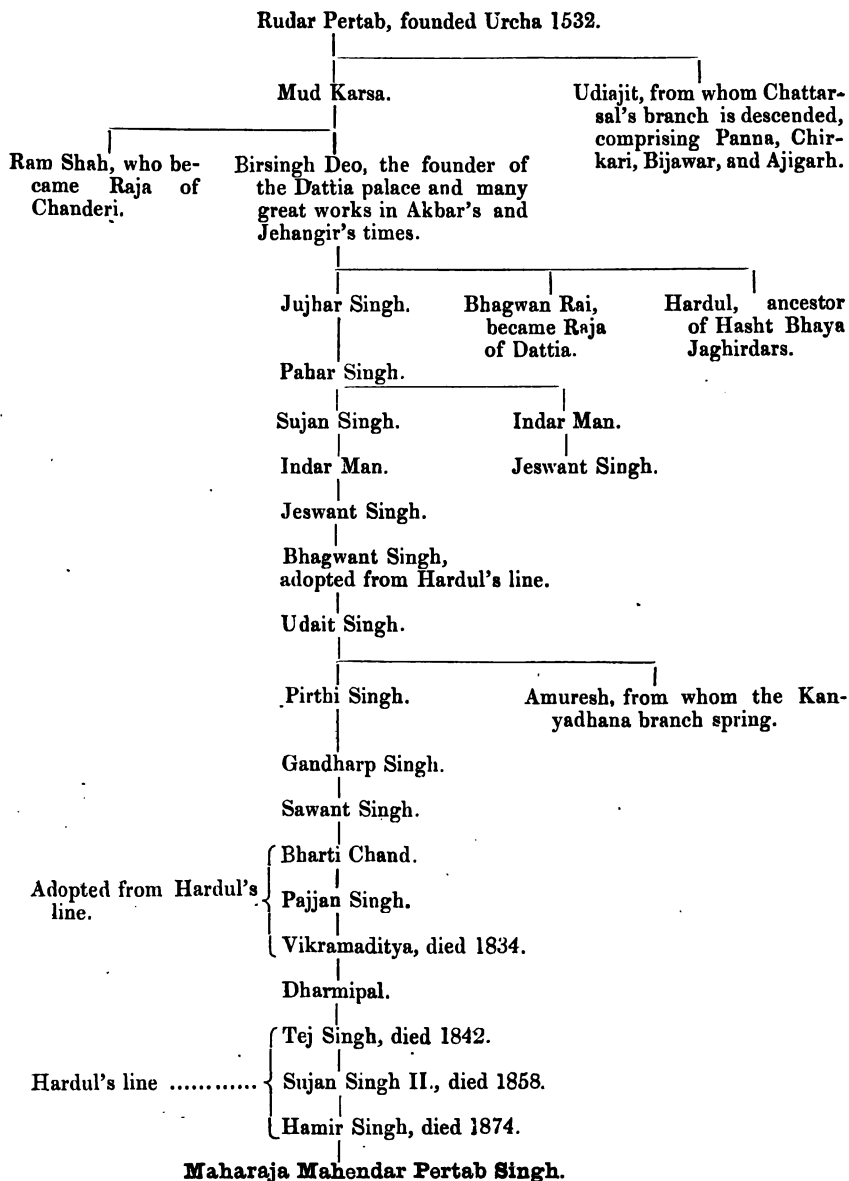 Rudar Pertab, founded Urcha 1532.
Mud Karsa.
Udiajit, from whom Chattar-
sal's branch is descended,
comprising Panna, Chir-
kari, Bijawar, and Ajigarh.
Ram Shah, who be-
came Raja of
Chanderi.
Birsingh Deo, the founder of
the Dattia palace and many
great works in Akbar's and
Jehangir's times.
Jujhar Singh.
Bhagwan Rai,
became Raja
of Dattia.
Hardul, ancestor
of Hasht Bhaya
Jaghirdars.
Pahar Singh.
Sujan Singh.
Indar Man.
Indar Man.
Jeswant Singh.
Jeswant Singh.
Bhagwant Singh,
adopted from Hardul's line.
Udait Singh.
Pirthi Singh.
Amuresh, from whom the Kan-
yadhana branch spring.
Gandharp Singh.
Sawant Singh.
Adopted from Hardul's
line.
Bharti Chand.
Pajjan Singh.
Vikramaditya, died 1834.
Dharmipal.
Hardul's line ............
Tej Singh, died 1842.
Sujan Singh II., died 1858.
Hamir Singh, died 1874.
Maharaja Mahendar Pertab Singh.